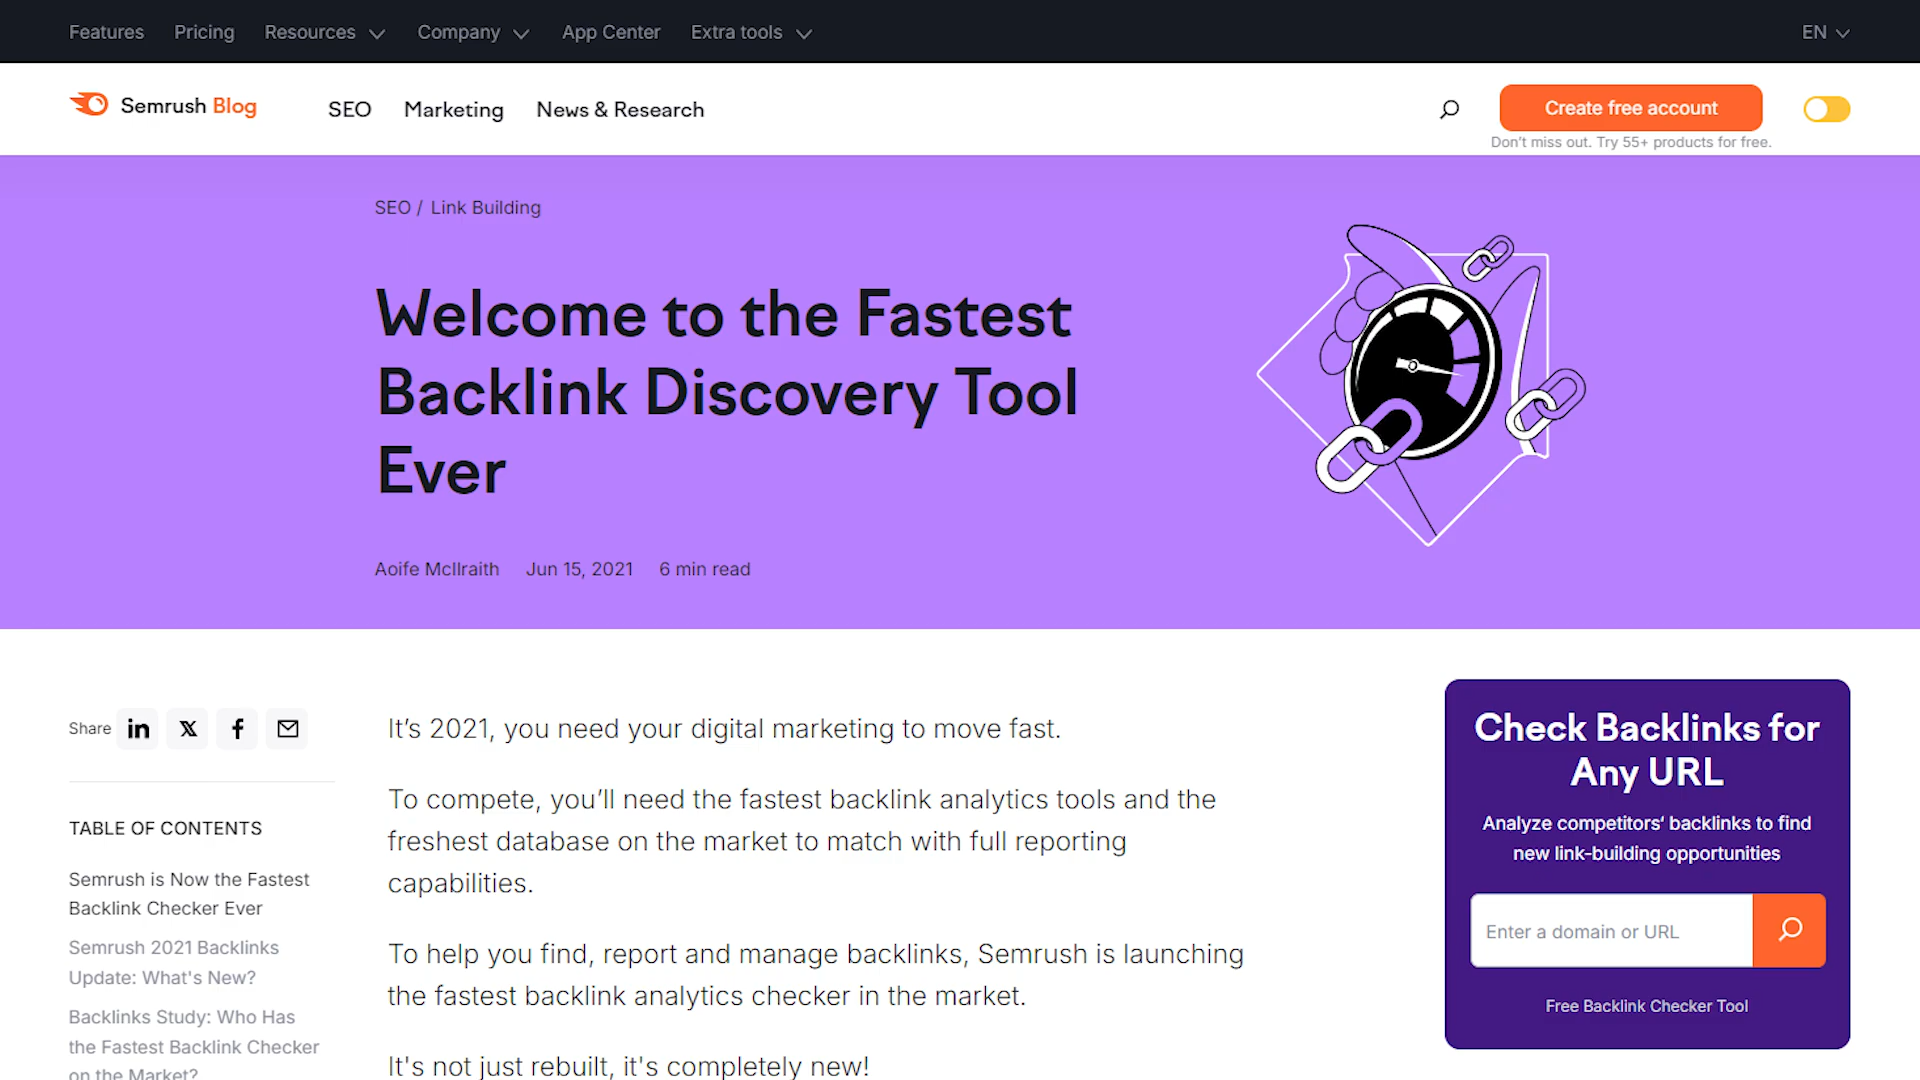 Features Pricing Resources Company App Center Extra tools EN
Semrush Blog SEO Marketing News & Research Create free account
Don't miss out. Try 55+ products for free.
SEO / Link Building
Welcome to the Fastest
Backlink Discovery Tool
Ever
Aoife McIlraith Jun 15, 2021 6 min read
Share
TABLE OF CONTENTS
Semrush is Now the Fastest
Backlink Checker Ever
Semrush 2021 Backlinks
Update: What's New?
Backlinks Study: Who Has
the Fastest Backlink Checker
on the Market?
It’s 2021, you need your digital marketing to move fast.
To compete, you’ll need the fastest backlink analytics tools and the
freshest database on the market to match with full reporting
capabilities.
To help you find, report and manage backlinks, Semrush is launching
the fastest backlink analytics checker in the market.
It's not just rebuilt, it's completely new!
Check Backlinks for
Any URL
Analyze competitors‘ backlinks to find
new link-building opportunities
Enter a domain or URL
Free Backlink Checker Tool